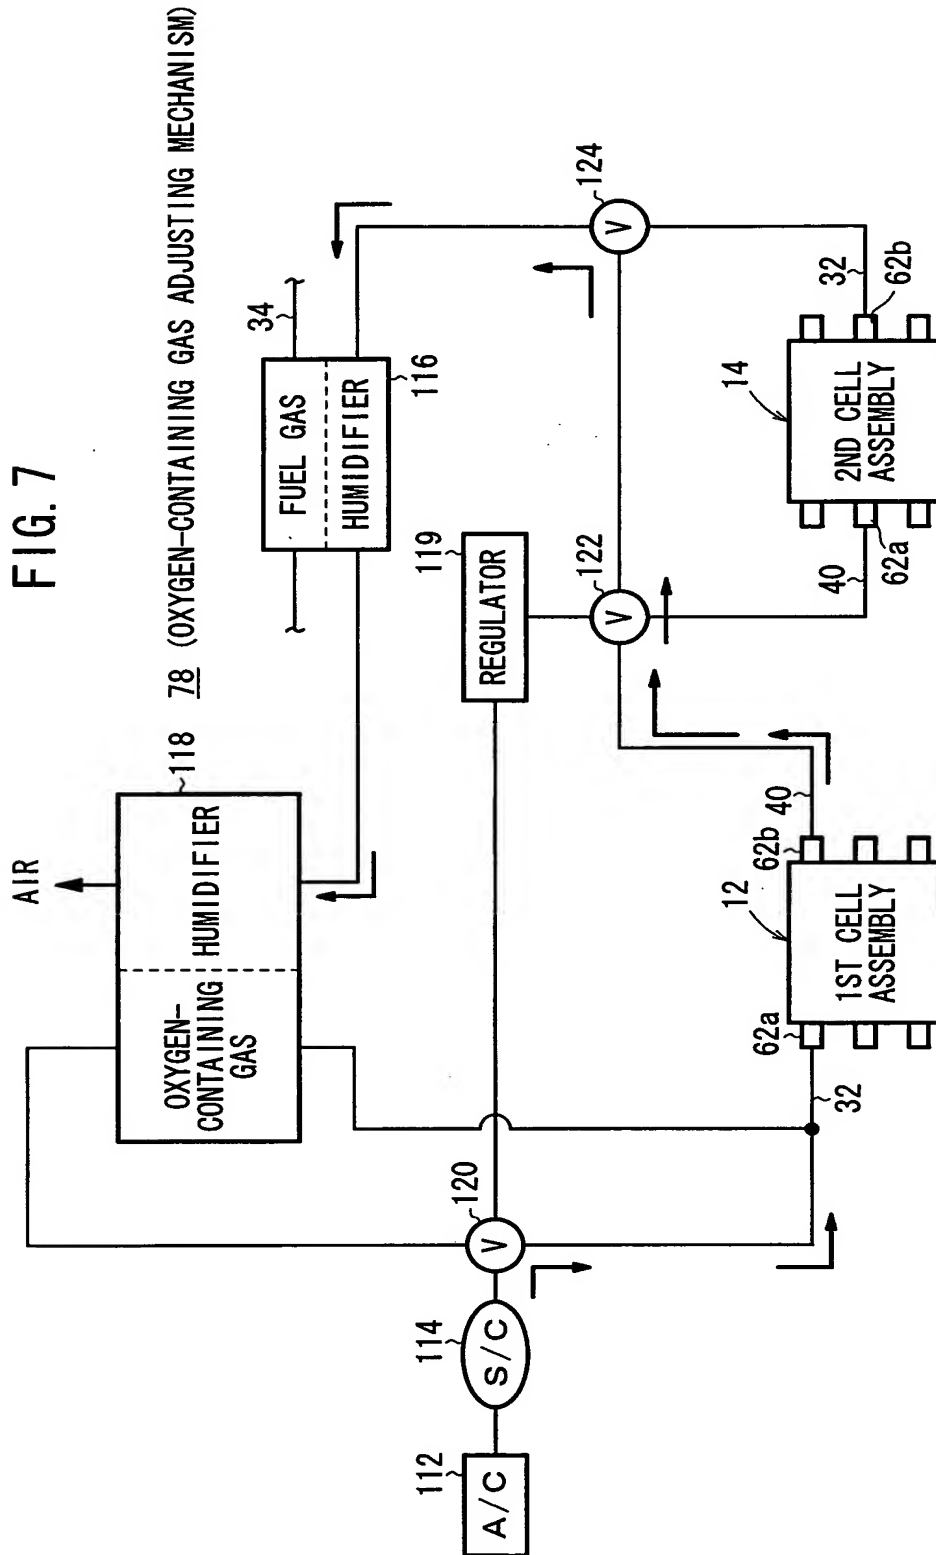 FIG. 7
78 (OXYGEN-CONTAINING GAS ADJUSTING MECHANISM)
AIR
118
OXYGEN-
CONTAINING
GAS
HUMIDIFIER
FUEL GAS
HUMIDIFIER
34
116
REGULATOR
119
120
V
122
V
124
V
112
A/C
114
S/C
32
62a
12
1ST CELL
ASSEMBLY
62b
40
40
62a
14
2ND CELL
ASSEMBLY
62b
32